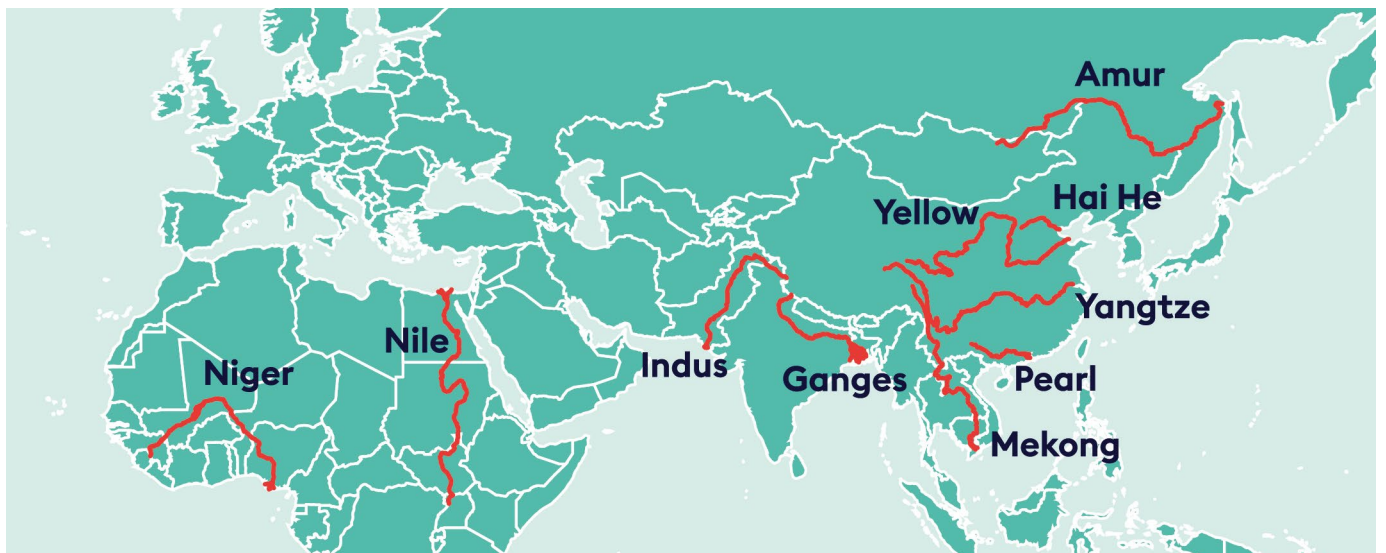 Amur
Hai He
Yellow
Yangtze
Nile
Indus
Niger
Ganges
Pearl
Mekong